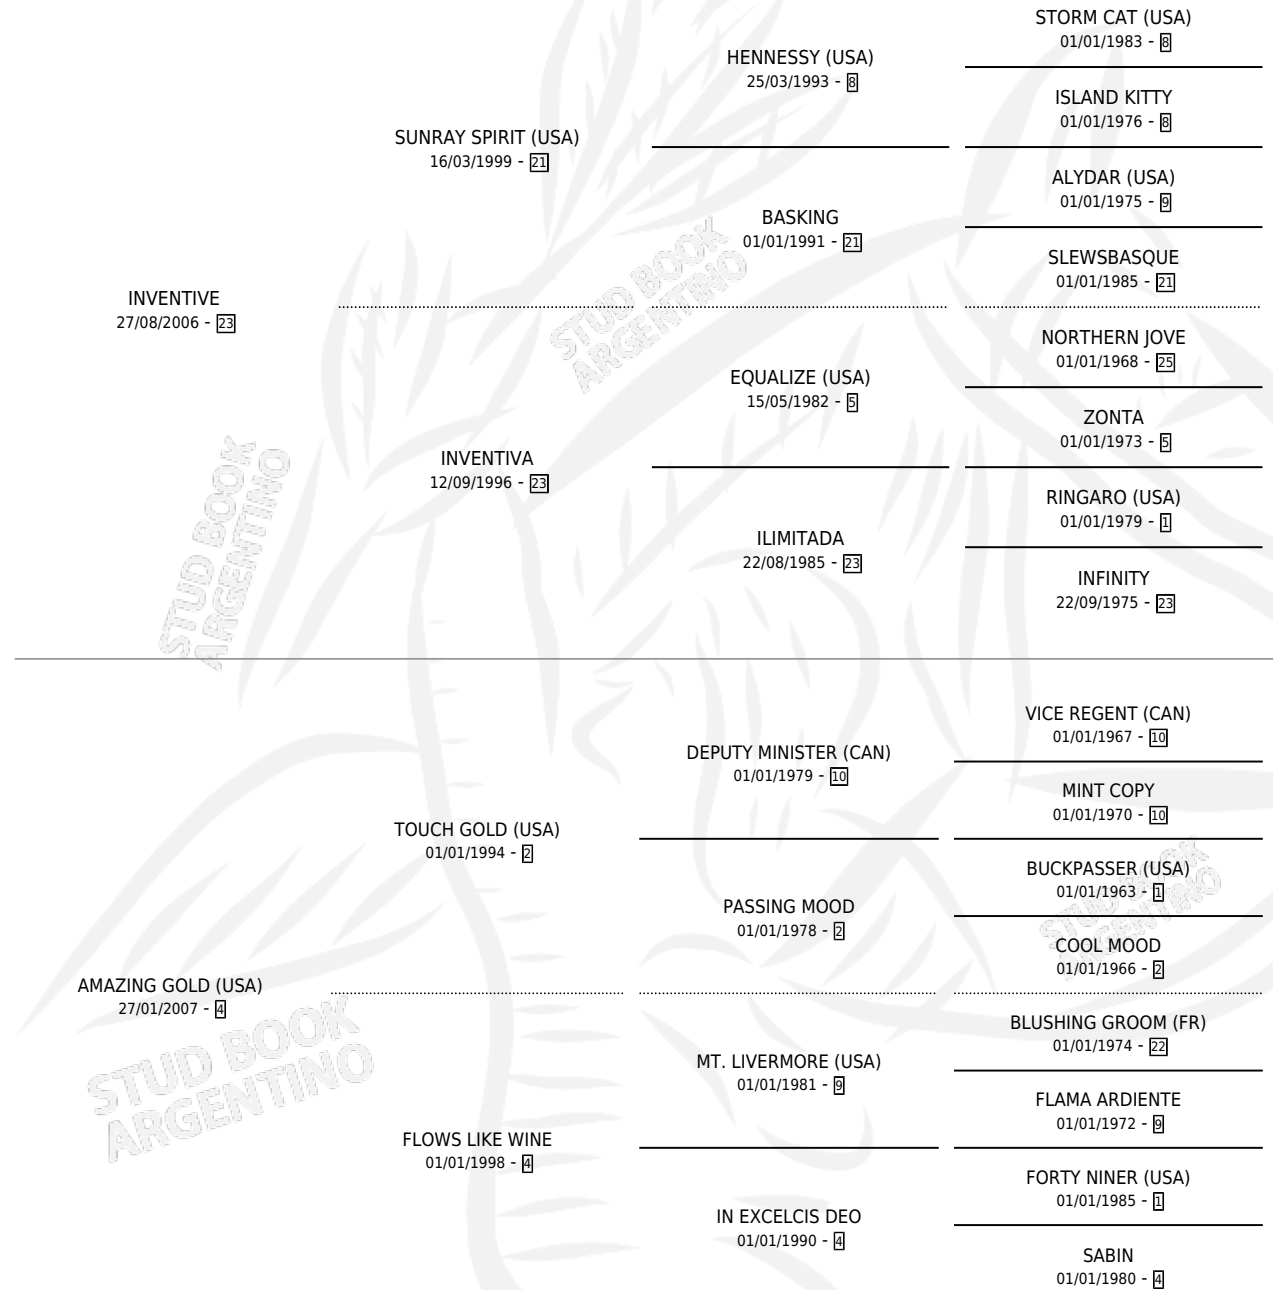 STORM CAT (USA)
01/01/1983 - 8
HENNESSY (USA)
25/03/1993 - 8
ISLAND KITTY
01/01/1976 - 8
SUNRAY SPIRIT (USA)
16/03/1999 - 21
ALYDAR (USA)
01/01/1975 - 9
BASKING
01/01/1991 - 21
SLEWSBASQUE
01/01/1985 - 21
INVENTIVE
27/08/2006 - 23
NORTHERN JOVE
01/01/1968 - 25
EQUALIZE (USA)
15/05/1982 - 5
ZONTA
01/01/1973 - 5
INVENTIVA
12/09/1996 - 23
RINGARO (USA)
01/01/1979 - 1
ILIMITADA
22/08/1985 - 23
INFINITY
22/09/1975 - 23
VICE REGENT (CAN)
01/01/1967 - 10
DEPUTY MINISTER (CAN)
01/01/1979 - 10
MINT COPY
01/01/1970 - 10
TOUCH GOLD (USA)
01/01/1994 - 2
BUCKPASSER (USA)
01/01/1963 - 1
PASSING MOOD
01/01/1978 - 2
COOL MOOD
01/01/1966 - 2
AMAZING GOLD (USA)
27/01/2007 - 4
BLUSHING GROOM (FR)
01/01/1974 - 22
MT. LIVERMORE (USA)
01/01/1981 - 9
FLAMA ARDIENTE
01/01/1972 - 9
FLOWS LIKE WINE
01/01/1998 - 4
FORTY NINER (USA)
01/01/1985 - 1
IN EXCELCIS DEO
01/01/1990 - 4
SABIN
01/01/1980 - 4
STUD BOOK
ARGENTINO
STUD BOOK
ARGENTINO
STUD BOOK
ARGENTINO
STUD BOOK
ARGENTINO